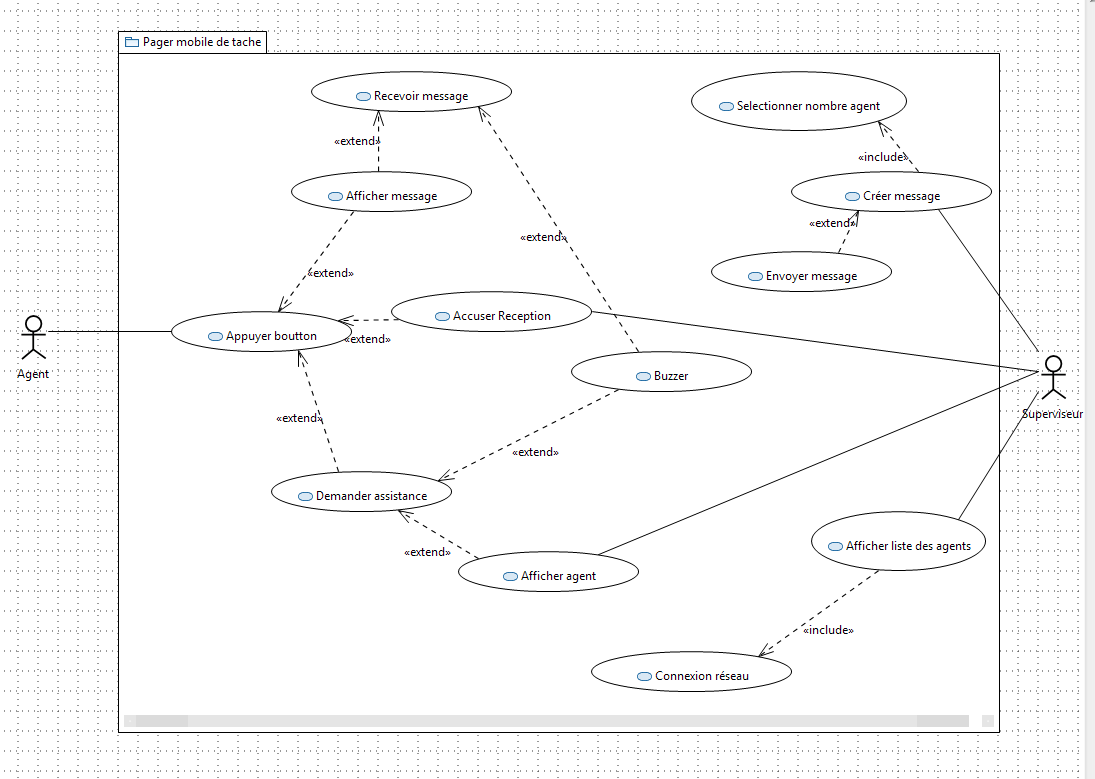 Pager mobile de tache
Recevoir message
Selectionner nombre agent
«extend»
«include»
Afficher message
Créer message
«extend»
«extend»
«extend»
Envoyer message
Accuser Reception
Appuyer boutton
«extend»
Agent
Buzzer
Superviseur
«extend»
«extend»
Demander assistance
Afficher liste des agents
«extend»
Afficher agent
«include»
Connexion réseau